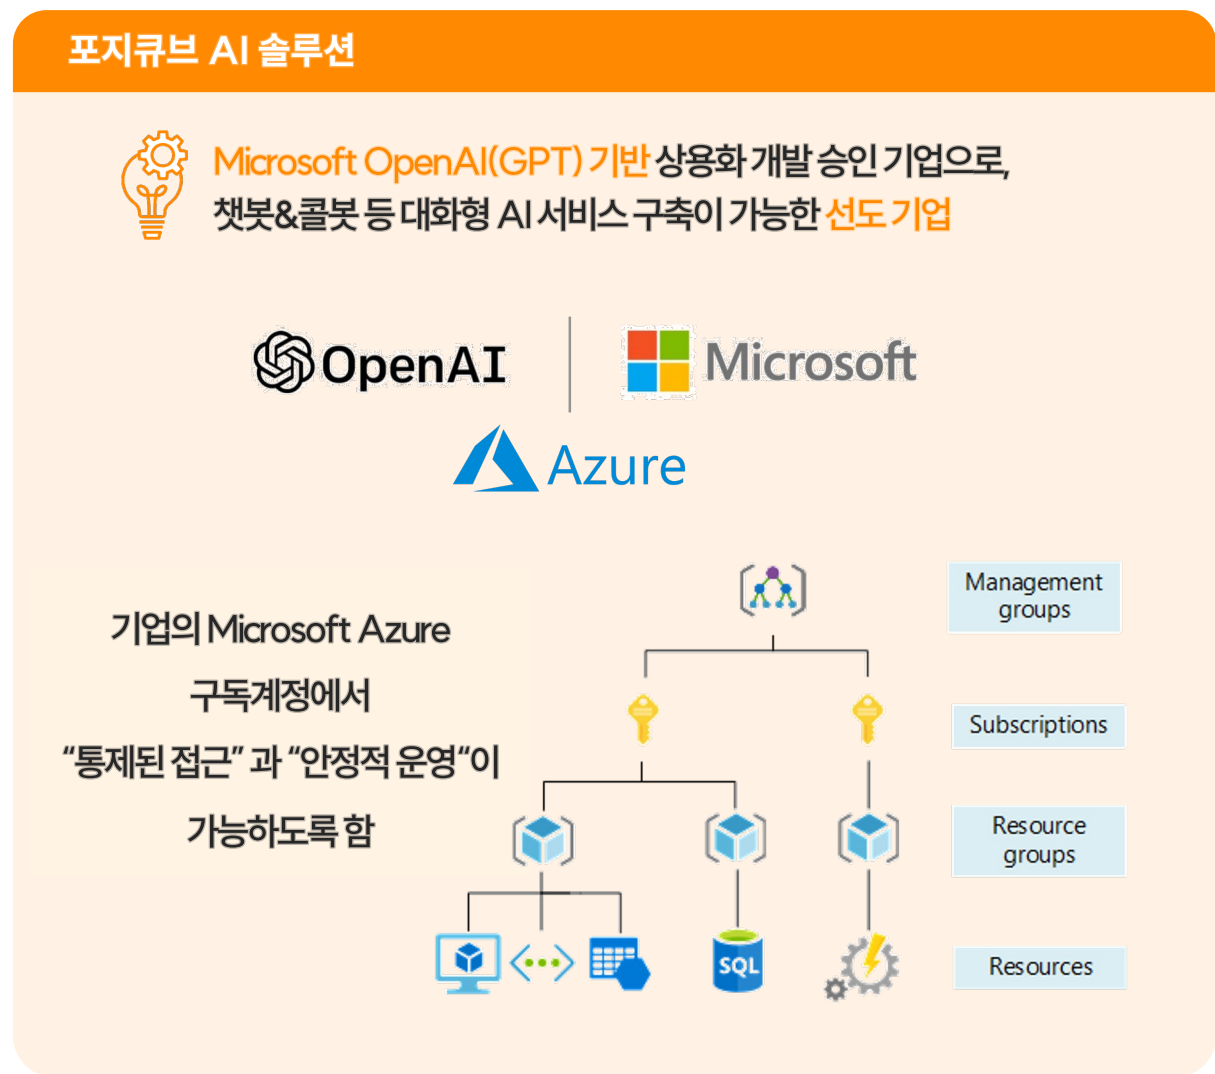 포지큐브 AI 솔루션
Microsoft OpenAI(GPT) 기반 상용화 개발 승인 기업으로,
챗봇&콜봇 등 대화형 AI 서비스 구축이 가능한 선도 기업
OpenAI
Microsoft
Azure
기업의 Microsoft Azure
구독계정에서
“통제된 접근” 과 “안정적 운영“이
가능하도록 함
Management
groups
Subscriptions
Resource
groups
SQL
Resources